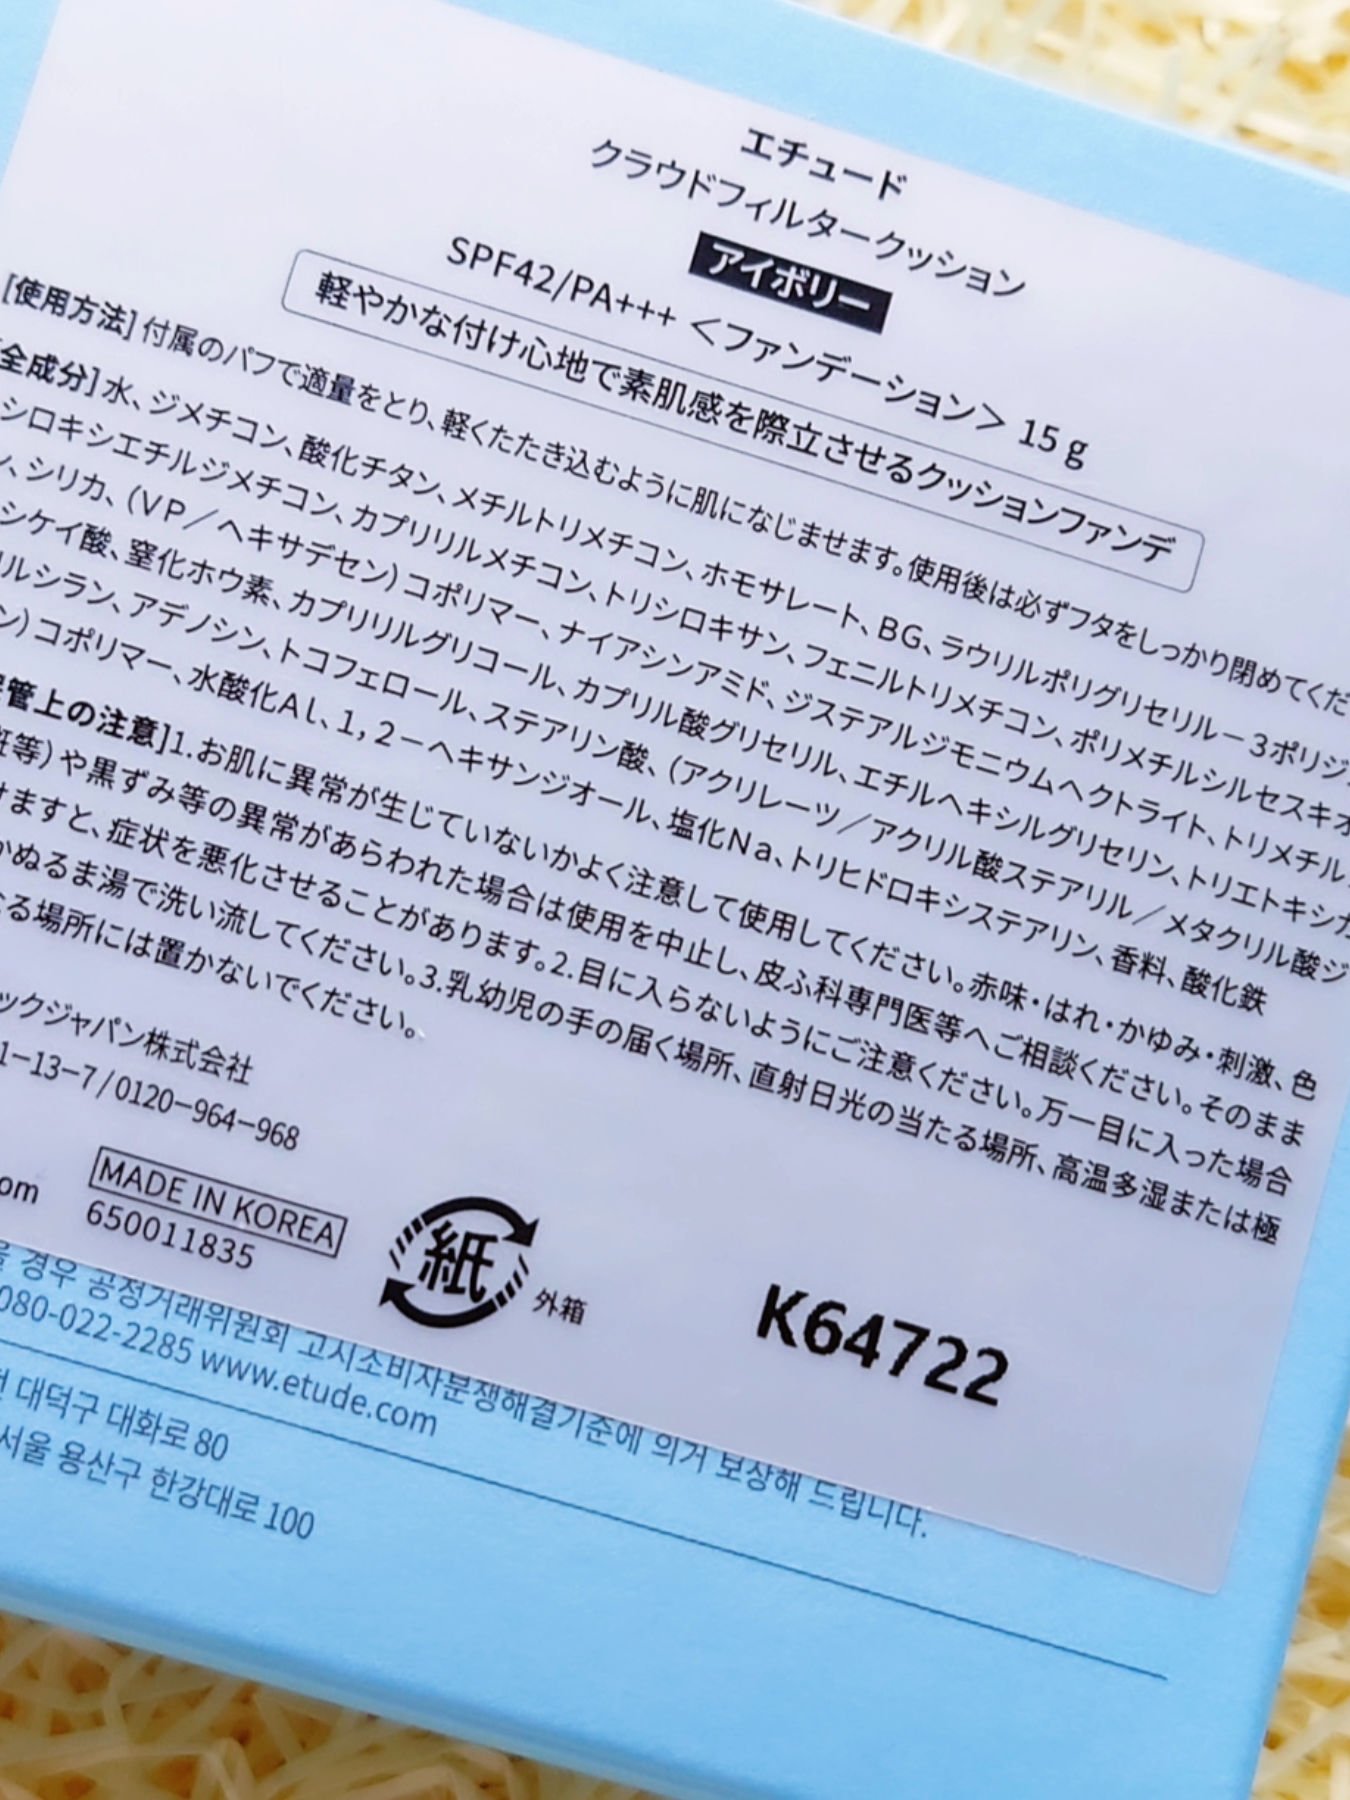 エチュード
クラウドフィルタークッション
アイボリー
SPF42/PA+++ ＜ファンデーション＞ 15 g
軽やかな付け心地で素肌感を際立させるクッションファンデ
[使用方法] 付属のパフで適量をとり、軽くたたき込むように肌になじませます。使用後は必ずフタをしっかり閉めてくだ
全成分] 水、ジメチコン、酸化チタン、メチルトリメチコン、ホモサレート、BG、ラウリルポリグリセリル－3ポリジ
シロキシエチルジメチコン、カプリリルメチコン、トリシロキサン、フェニルトリメチコン、ポリメチルシルセスキオ
ン、シリカ、(VP／ヘキサデセン) コポリマー、ナイアシンアミド、ジステアルジモニウムヘクトライト、トリメチル
シケイ酸、窒化ホウ素、カプリリルグリコール、カプリル酸グリセリル、エチルヘキシルグリセリン、トリエトキシカ
ルシラン、アデノシン、トコフェロール、ステアリン酸、(アクリレーツ／アクリル酸ステアリル／メタクリル酸ジ
ン) コポリマー、水酸化Al、1, 2－ヘキサンジオール、塩化Na、トリヒドロキシステアリン、香料、酸化鉄
管上の注意]1.お肌に異常が生じていないかよく注意して使用してください。赤味・はれ・かゆみ・刺激、色
斑等) や黒ずみ等の異常があらわれた場合は使用を中止し、皮ふ科専門医等へご相談ください。そのまま
けますと、症状を悪化させることがあります。2.目に入らないようにご注意ください。万一目に入った場合
かぬるま湯で洗い流してください。3.乳幼児の手の届く場所、直射日光の当たる場所、高温多湿または極
る場所には置かないでください。
ックジャパン株式会社
1-13-7 / 0120-964-968
om
MADE IN KOREA
650011835
紙
外箱
K64722
경우 공정거래위원회 고시소비자분쟁해결기준에 의거 보상해 드립니다.
080-022-2285 www.etude.com
대덕구 대화로 80
서울 용산구 한강대로 100